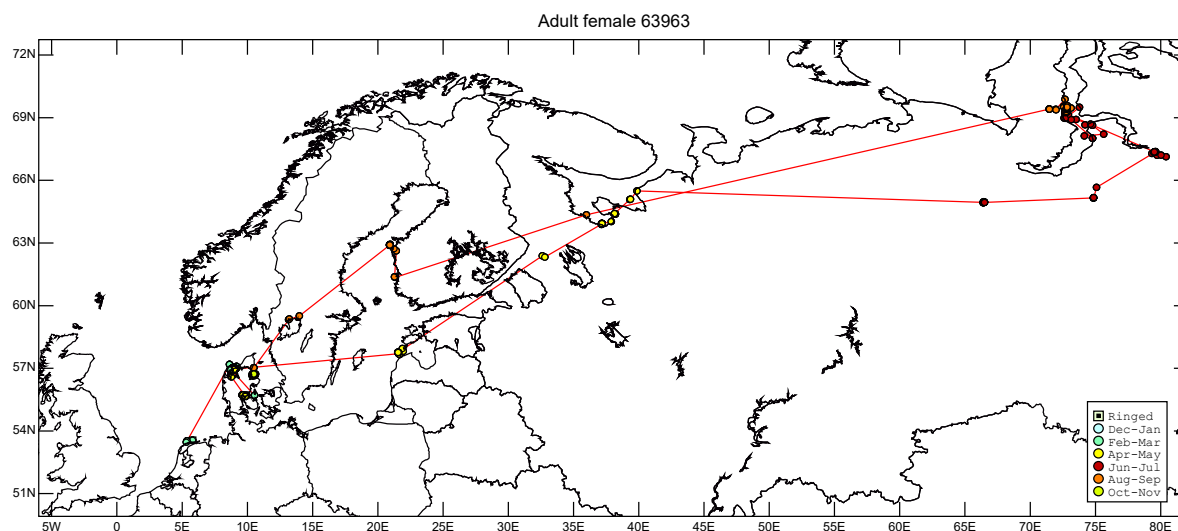 Adult female 63963
72N
69N
66N
63N
60N
57N
54N
51N
Ringed
Dec-Jan
Feb-Mar
Apr-May
Jun-Jul
Aug-Sep
Oct-Nov
5W 0 5E 10E 15E 20E 25E 30E 35E 40E 45E 50E 55E 60E 65E 70E 75E 80E